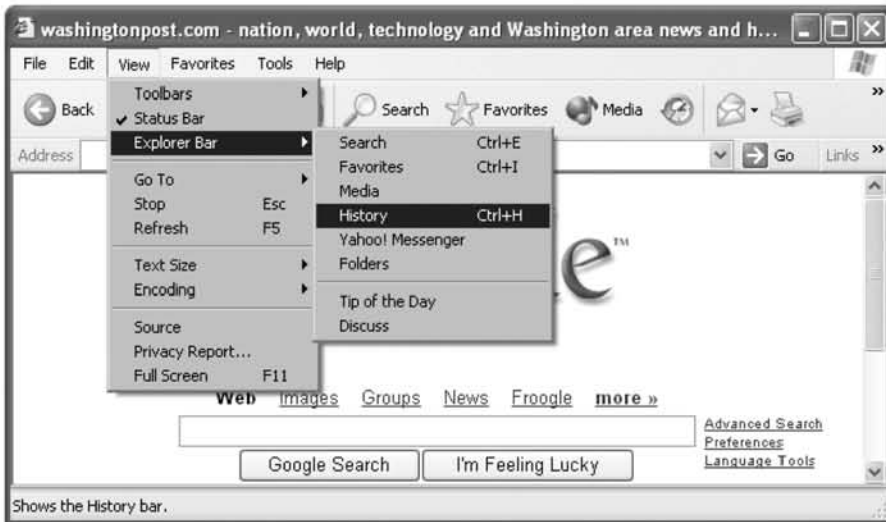 washingtonpost.com - nation, world, technology and Washington area news and h...
File Edit View Favorites Tools Help
Back Search Favorites Media
Address Go Links
Toolbars
Status Bar
Explorer Bar
Go To
Stop Esc
Refresh F5
Text Size
Encoding
Source
Privacy Report...
Full Screen F11
Search Ctrl+E
Favorites Ctrl+I
Media
History Ctrl+H
Yahoo! Messenger
Folders
Tip of the Day
Discuss
e™
Web Images Groups News Froogle more »
Advanced Search
Preferences
Language Tools
Google Search I'm Feeling Lucky
Shows the History bar.